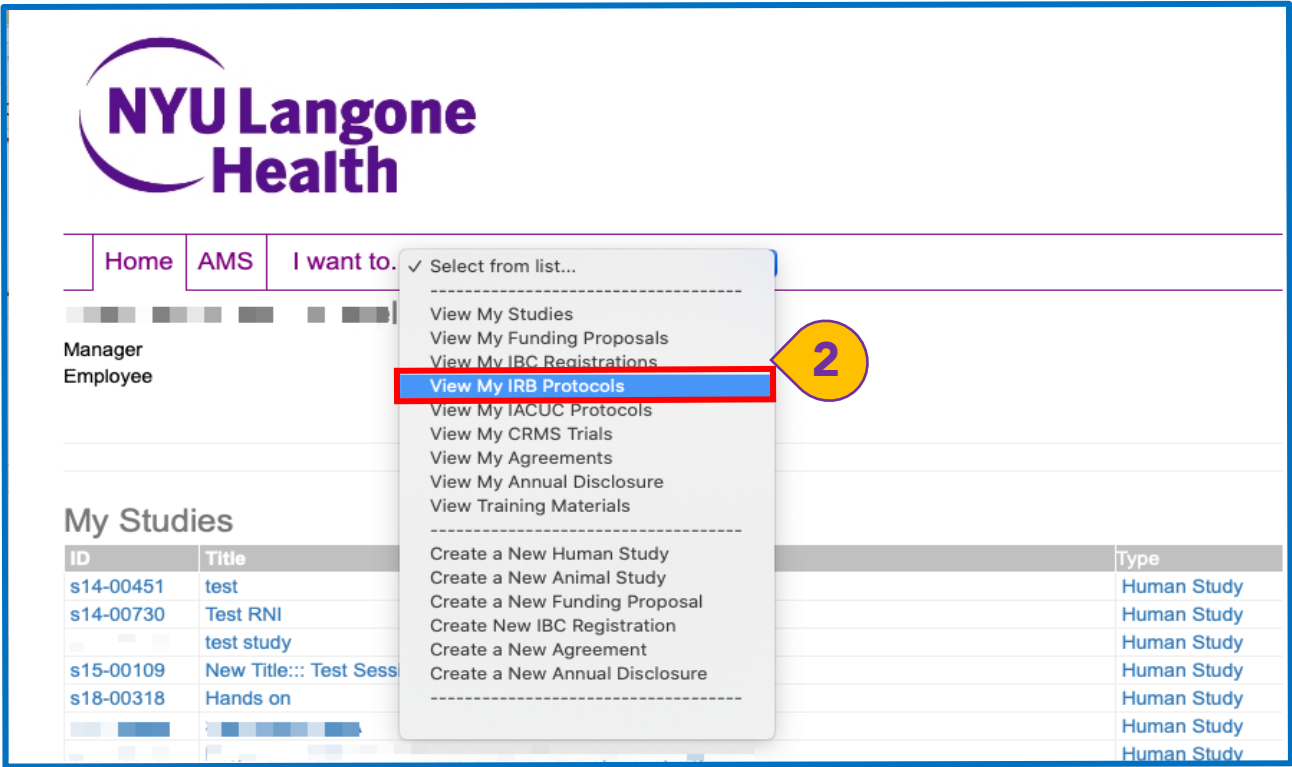 NYU Langone
Health
Home AMS I want to.
✓ Select from list...
------------------------------------
View My Studies
View My Funding Proposals
View My IBC Registrations
View My IRB Protocols
View My IACUC Protocols
View My CRMS Trials
View My Agreements
View My Annual Disclosure
View Training Materials
------------------------------------
Create a New Human Study
Create a New Animal Study
Create a New Funding Proposal
Create New IBC Registration
Create a New Agreement
Create a New Annual Disclosure
------------------------------------
2
Manager
Employee
My Studies
ID Title Type
s14-00451 test Human Study
s14-00730 Test RNI Human Study
test study Human Study
s15-00109 New Title::: Test Sessi Human Study
s18-00318 Hands on Human Study
Human Study
Human Study